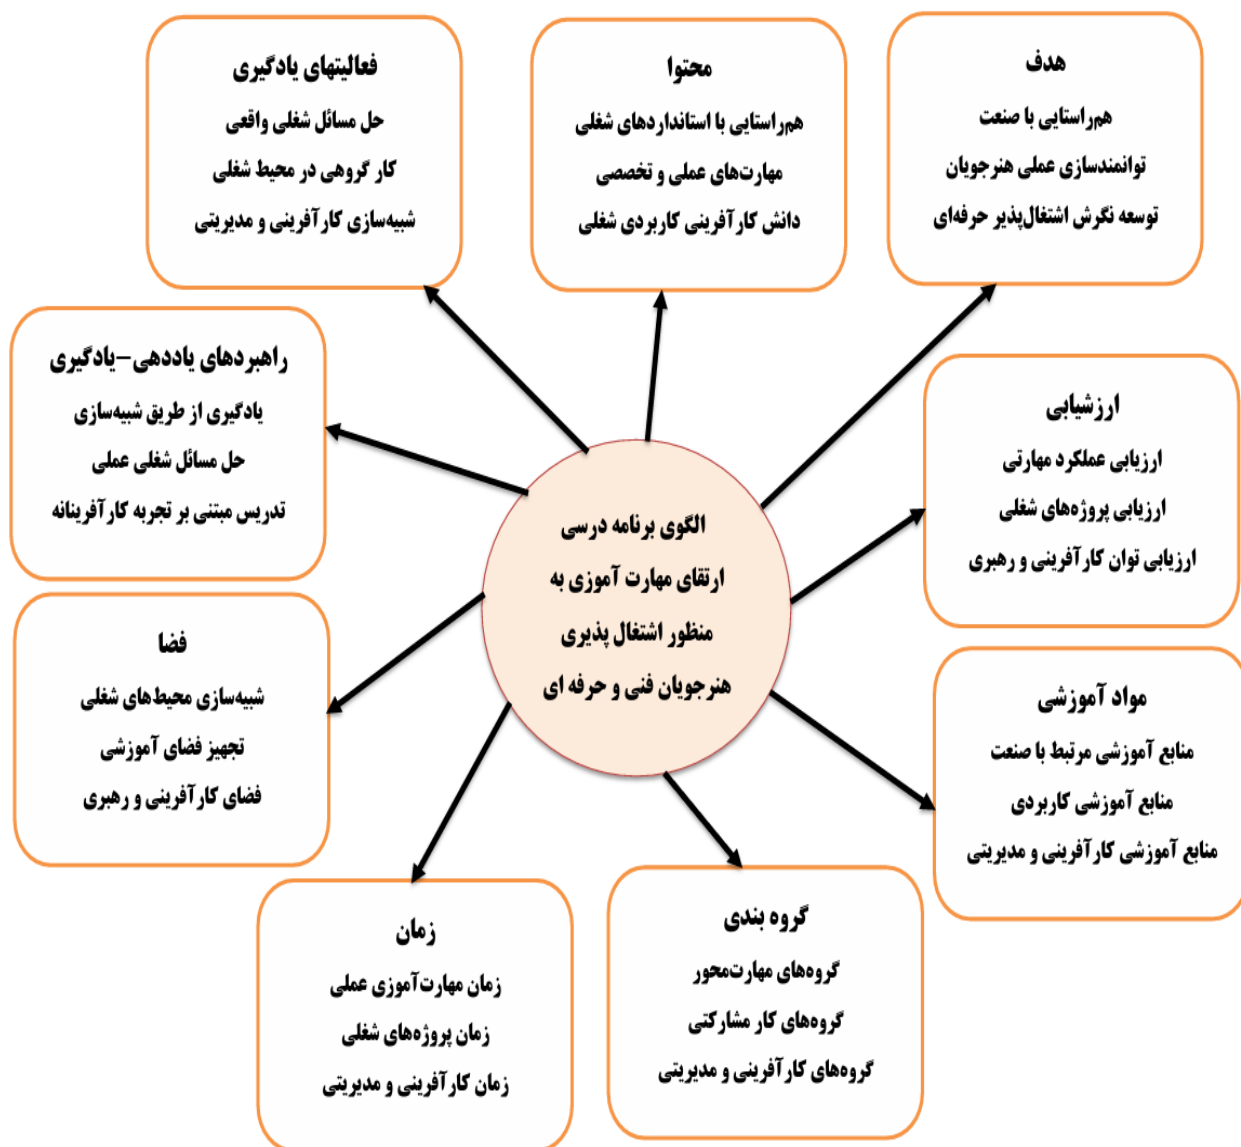 هدف
هم‌راستایی با صنعت
توانمندسازی عملی هنرجویان
توسعه نگرش اشتغال‌پذیر حرفه‌ای
محتوا
هم‌راستایی با استانداردهای شغلی
مهارت‌های عملی و تخصصی
دانش کارآفرینی کاربردی شغلی
فعالیتهای یادگیری
حل مسائل شغلی واقعی
کار گروهی در محیط شغلی
شبیه‌سازی کارآفرینی و مدیریتی
راهبردهای یاددهی-یادگیری
یادگیری از طریق شبیه‌سازی
حل مسائل شغلی عملی
تدریس مبتنی بر تجربه کارآفرینانه
ارزشیابی
ارزیابی عملکرد مهارتی
ارزیابی پروژه‌های شغلی
ارزیابی توان کارآفرینی و رهبری
الگوی برنامه درسی
ارتقای مهارت آموزی به
منظور اشتغال پذیری
هنرجویان فنی و حرفه ای
فضا
شبیه‌سازی محیط‌های شغلی
تجهیز فضای آموزشی
فضای کارآفرینی و رهبری
مواد آموزشی
منابع آموزشی مرتبط با صنعت
منابع آموزشی کاربردی
منابع آموزشی کارآفرینی و مدیریتی
گروه بندی
گروه‌های مهارت‌محور
گروه‌های کار مشارکتی
گروه‌های کارآفرینی و مدیریتی
زمان
زمان مهارت‌آموزی عملی
زمان پروژه‌های شغلی
زمان کارآفرینی و مدیریتی